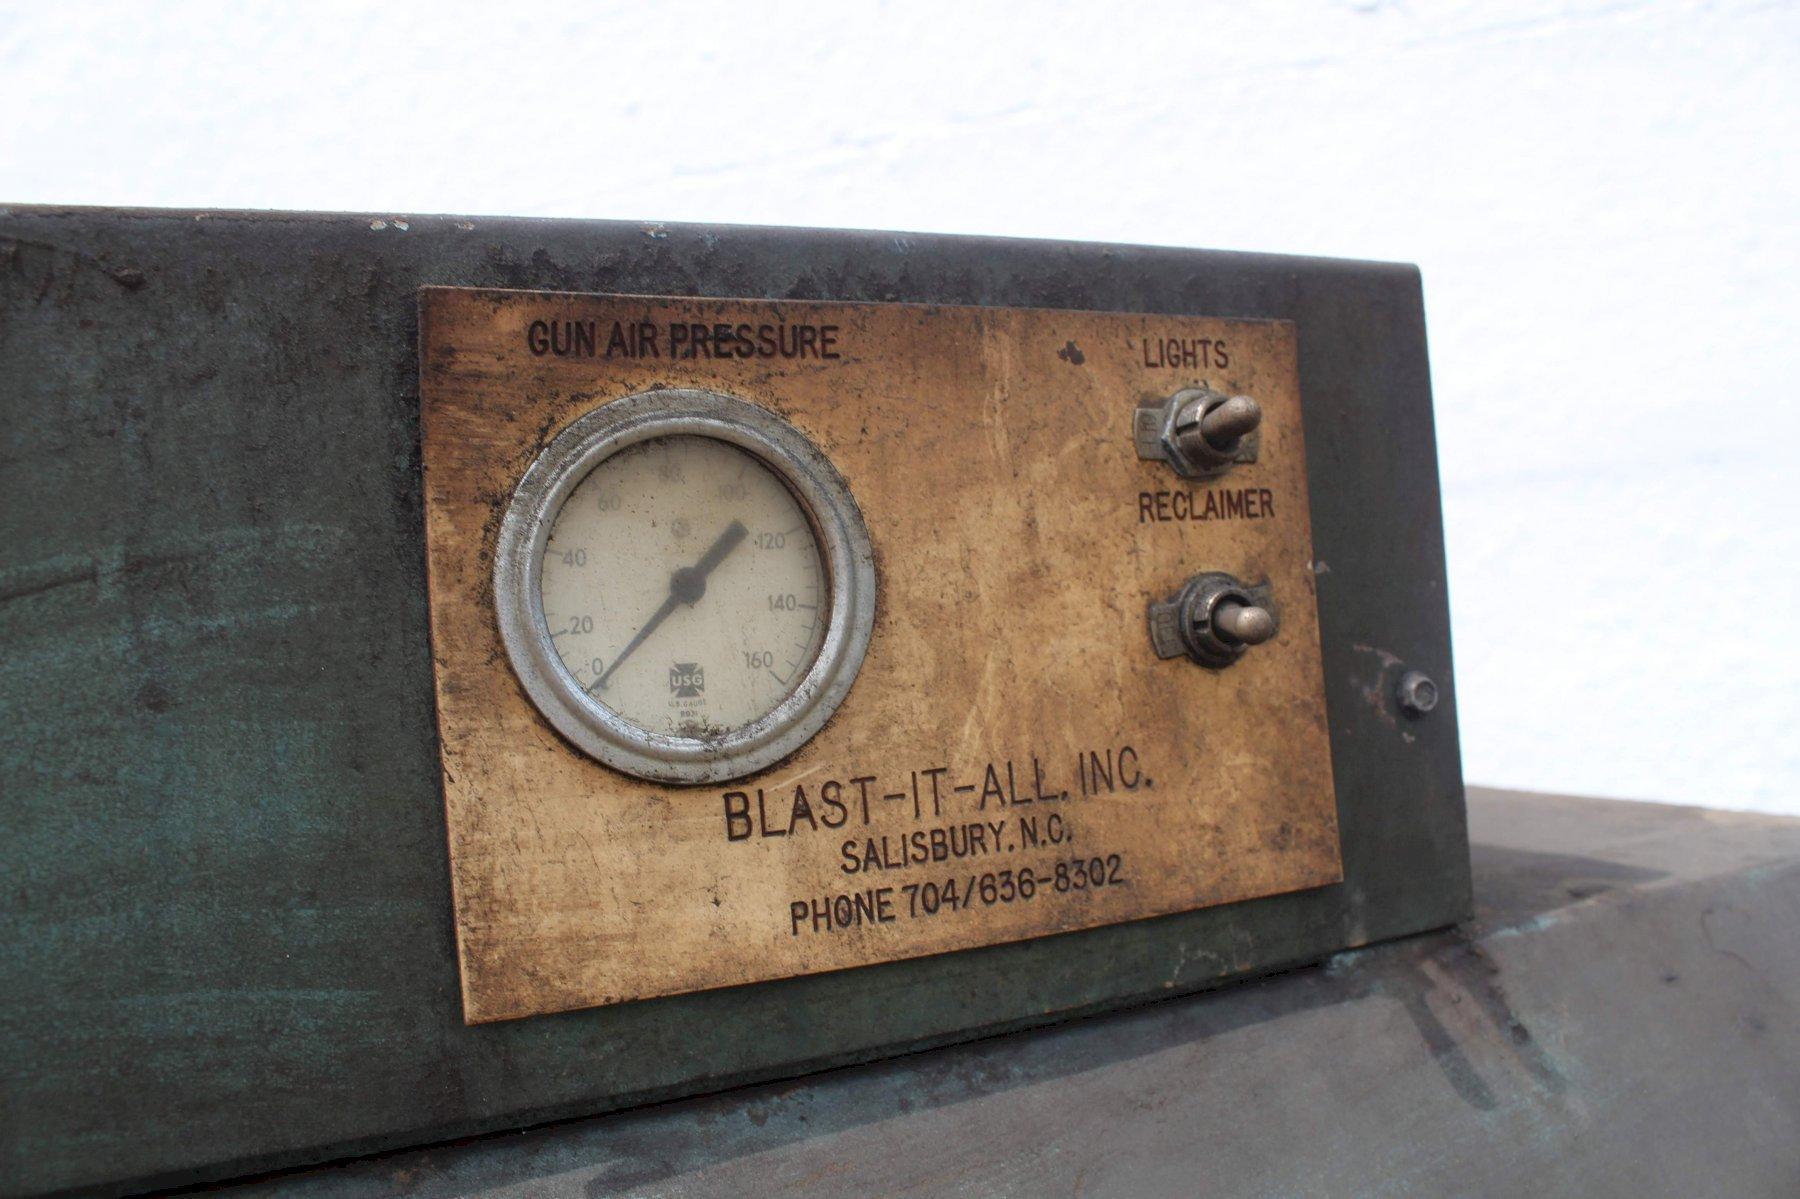 GUN AIR PRESSURE
LIGHTS
RECLAIMER
0
20
40
60
80
100
120
140
160
USG
U.S. GAUGE
BLAST-IT-ALL, INC.
SALISBURY, N.C.
PHONE 704/636-8302